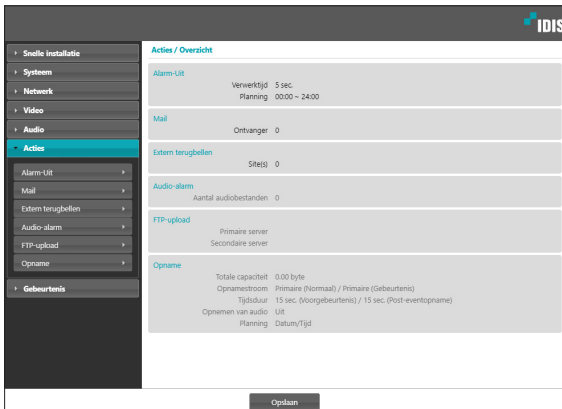 IDIS
Snelle installatie
Systeem
Netwerk
Video
Audio
Acties
Alarm-Uit
Mail
Extern terugbellen
Audio-alarm
FTP-upload
Opname
Gebeurtenis
Acties / Overzicht
Alarm-Uit
Verwerktijd 5 sec.
Planning 00:00 ~ 24:00
Mail
Ontvanger 0
Extern terugbellen
Site(s) 0
Audio-alarm
Aantal audiobestanden 0
FTP-upload
Primaire server
Secondaire server
Opname
Totale capaciteit 0.00 byte
Opnamestroom Primaire (Normaal) / Primaire (Gebeurtenis)
Tijdsduur 15 sec. (Voorgebeurtenis) / 15 sec. (Post-eventopname)
Opnemen van audio Uit
Planning Datum/Tijd
Opslaan